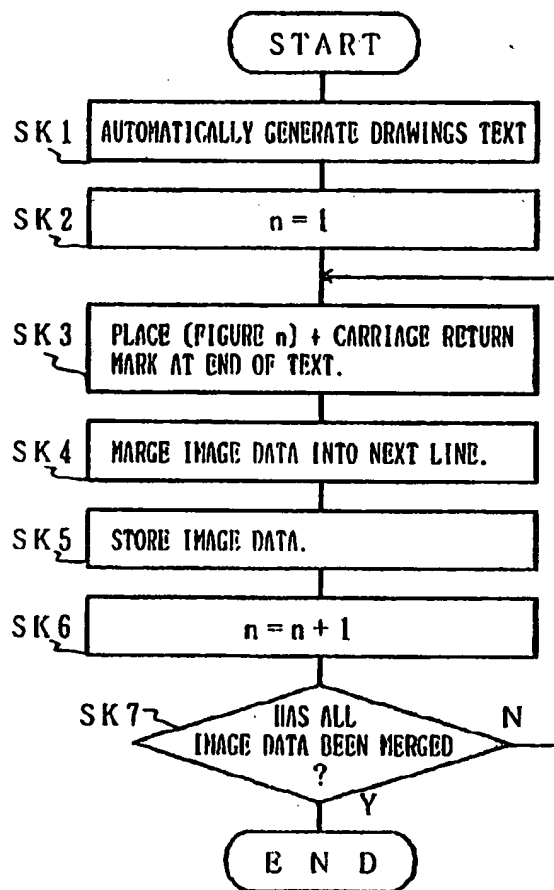 START
SK1 AUTOMATICALLY GENERATE DRAWINGS TEXT
SK2 n = 1
SK3 PLACE (FIGURE n) + CARRIAGE RETURN
MARK AT END OF TEXT.
SK4 MARGE IMAGE DATA INTO NEXT LINE.
SK5 STORE IMAGE DATA.
SK6 n = n + 1
SK7 HAS ALL N
IMAGE DATA BEEN MERGED
?
Y
END